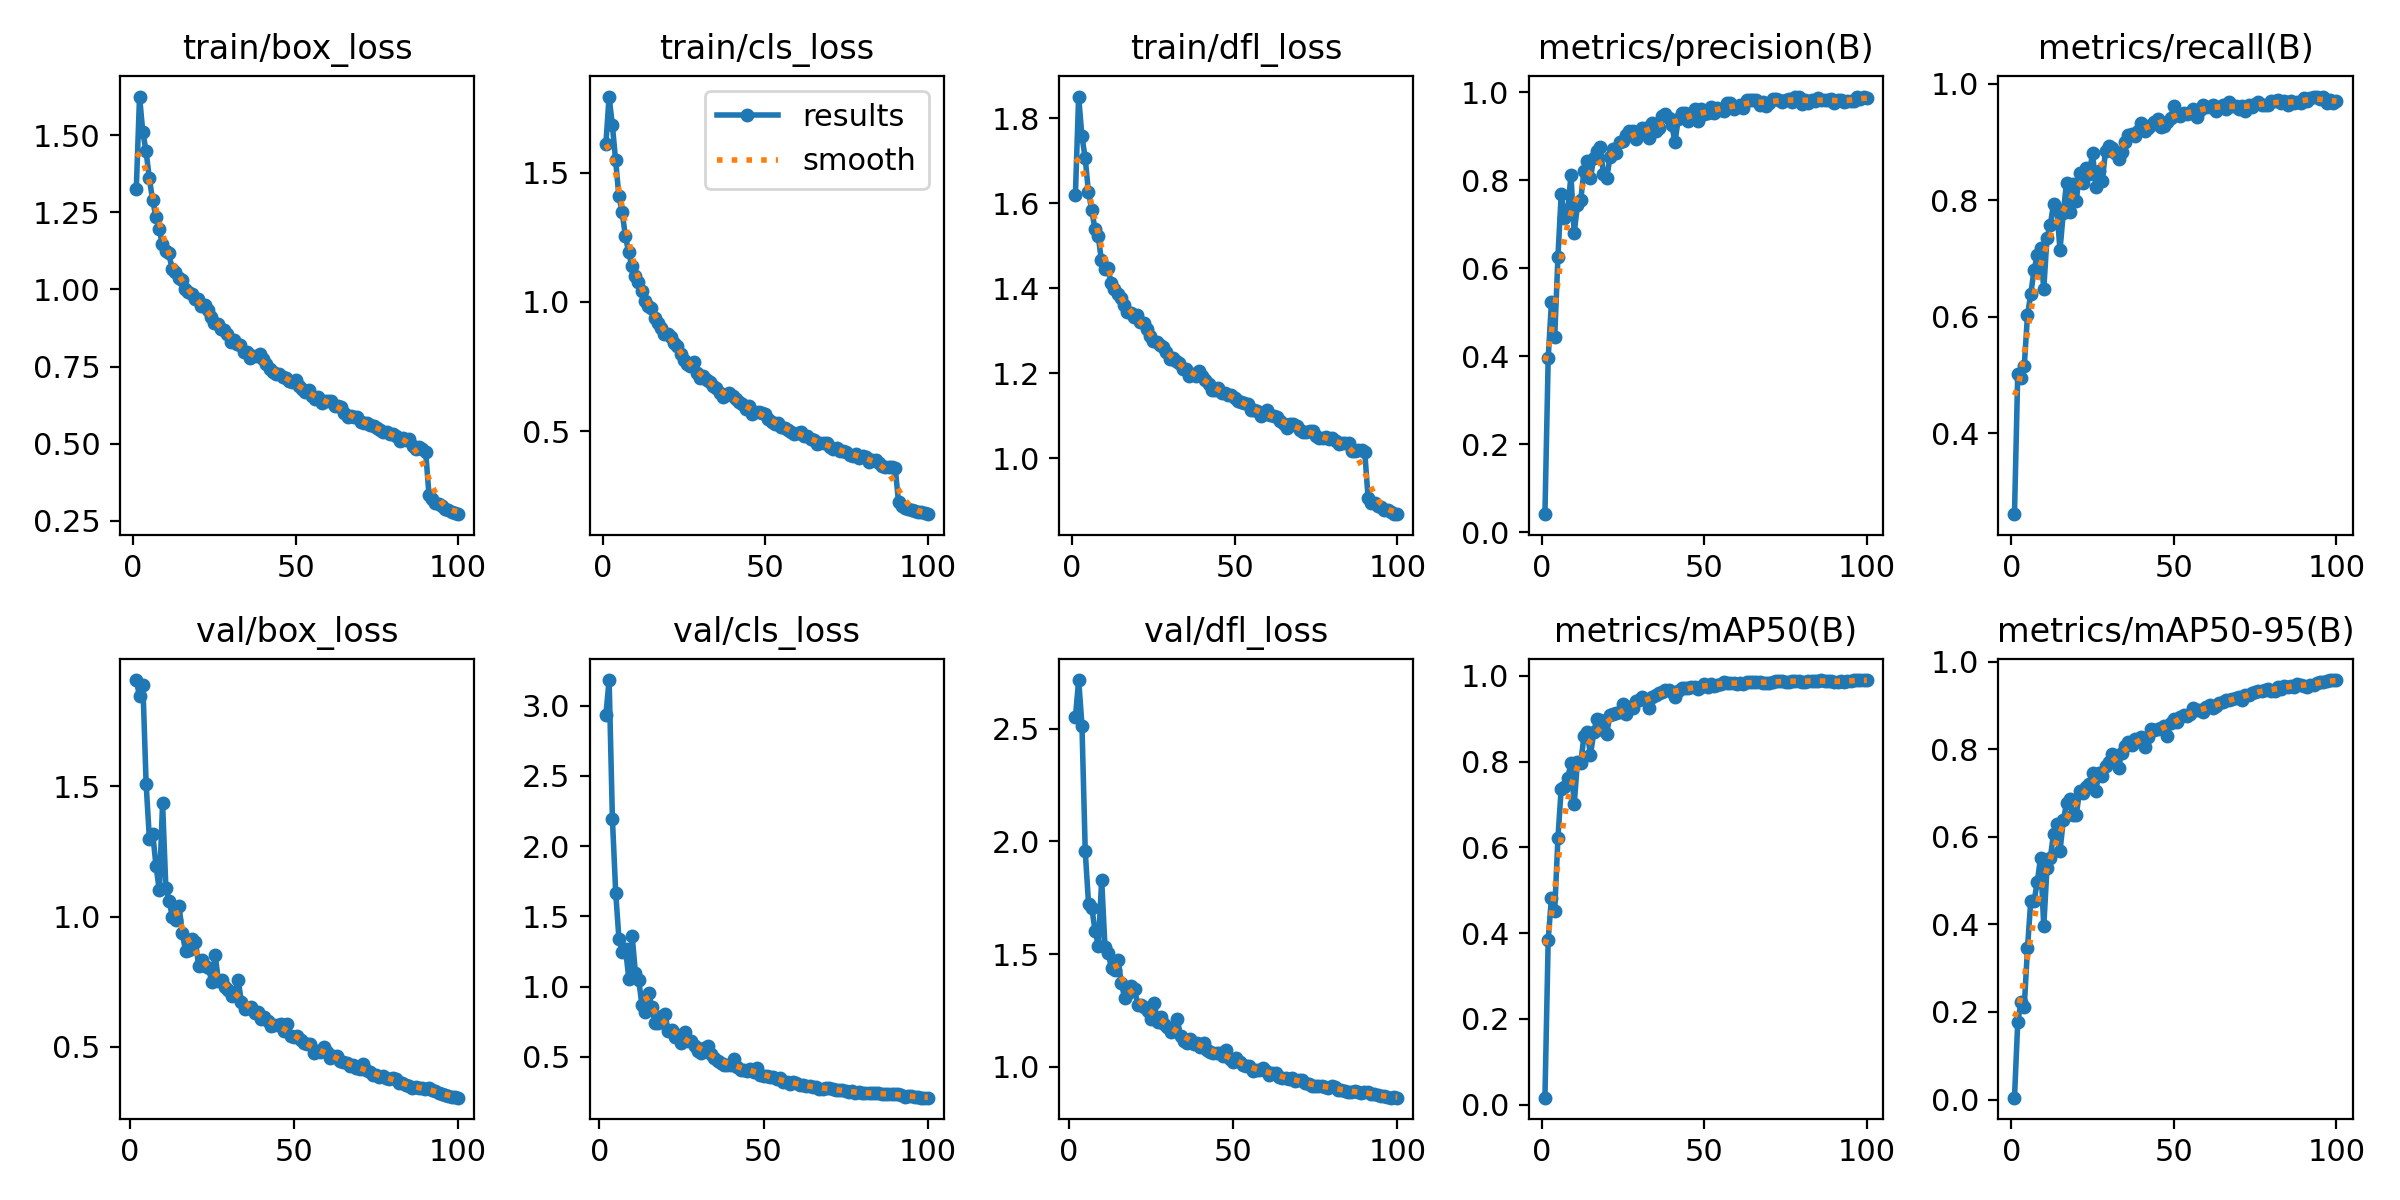 train/box_loss
1.50
1.25
1.00
0.75
0.50
0.25
0 50 100
train/cls_loss
results
smooth
1.5
1.0
0.5
0 50 100
train/dfl_loss
1.8
1.6
1.4
1.2
1.0
0 50 100
metrics/precision(B)
1.0
0.8
0.6
0.4
0.2
0.0
0 50 100
metrics/recall(B)
1.0
0.8
0.6
0.4
0 50 100
val/box_loss
1.5
1.0
0.5
0 50 100
val/cls_loss
3.0
2.5
2.0
1.5
1.0
0.5
0 50 100
val/dfl_loss
2.5
2.0
1.5
1.0
0 50 100
metrics/mAP50(B)
1.0
0.8
0.6
0.4
0.2
0.0
0 50 100
metrics/mAP50-95(B)
1.0
0.8
0.6
0.4
0.2
0.0
0 50 100